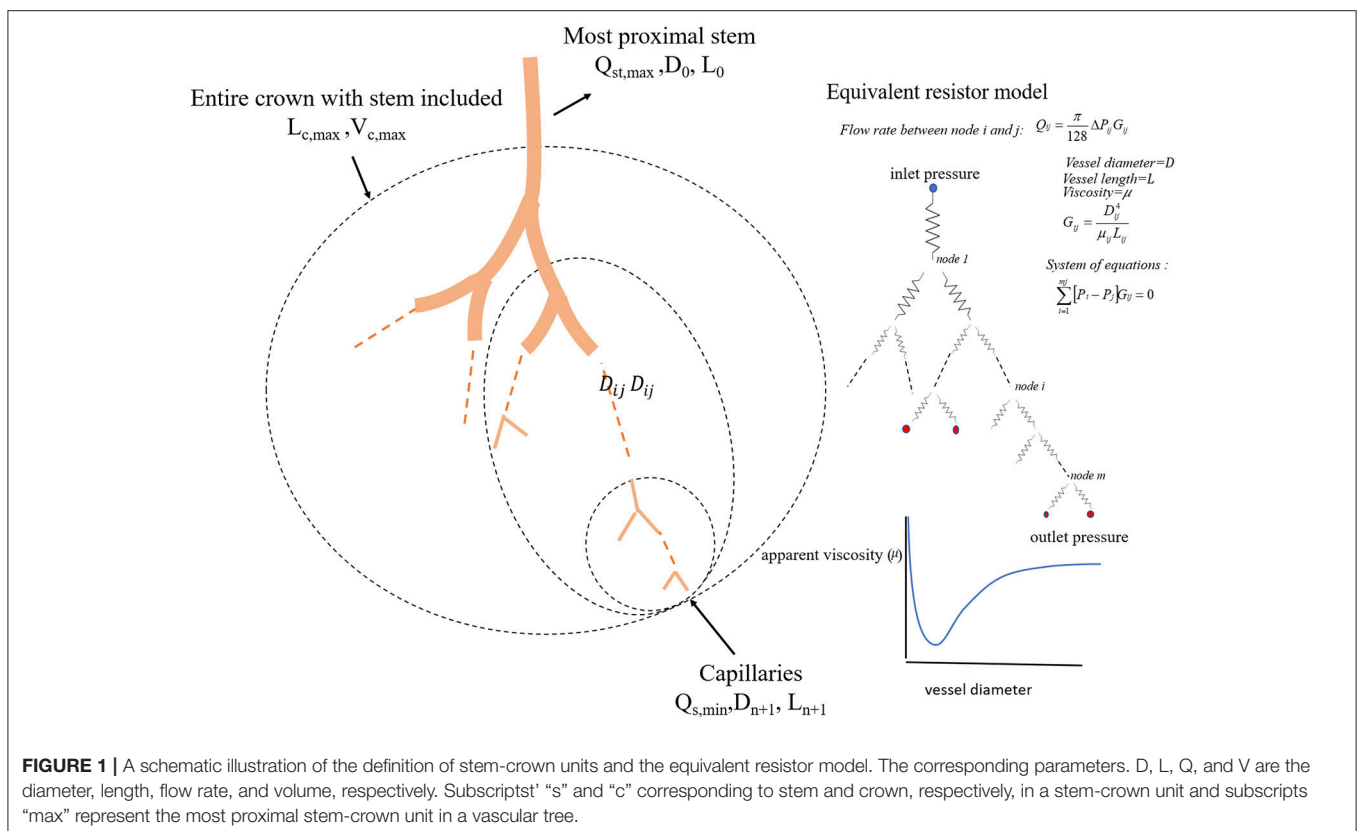 Most proximal stem
Q_st,max ,D_0, L_0
Entire crown with stem included
L_c,max ,V_c,max
D_ij D_ij
Capillaries
Q_s,min,D_n+1, L_n+1
Equivalent resistor model
Flow rate between node i and j: Q_ij = π/128 ΔP_ij G_ij
Vessel diameter=D
Vessel length=L
Viscosity=μ
G_ij = D_ij^4 / μ_ij L_ij
System of equations :
∑_{i=1}^{mj} [P_i − P_j]G_ij = 0
inlet pressure
node 1
node i
node m
outlet pressure
apparent viscosity (μ)
vessel diameter
FIGURE 1 | A schematic illustration of the definition of stem-crown units and the equivalent resistor model. The corresponding parameters. D, L, Q, and V are the
diameter, length, flow rate, and volume, respectively. Subscriptst' “s” and “c” corresponding to stem and crown, respectively, in a stem-crown unit and subscripts
“max” represent the most proximal stem-crown unit in a vascular tree.